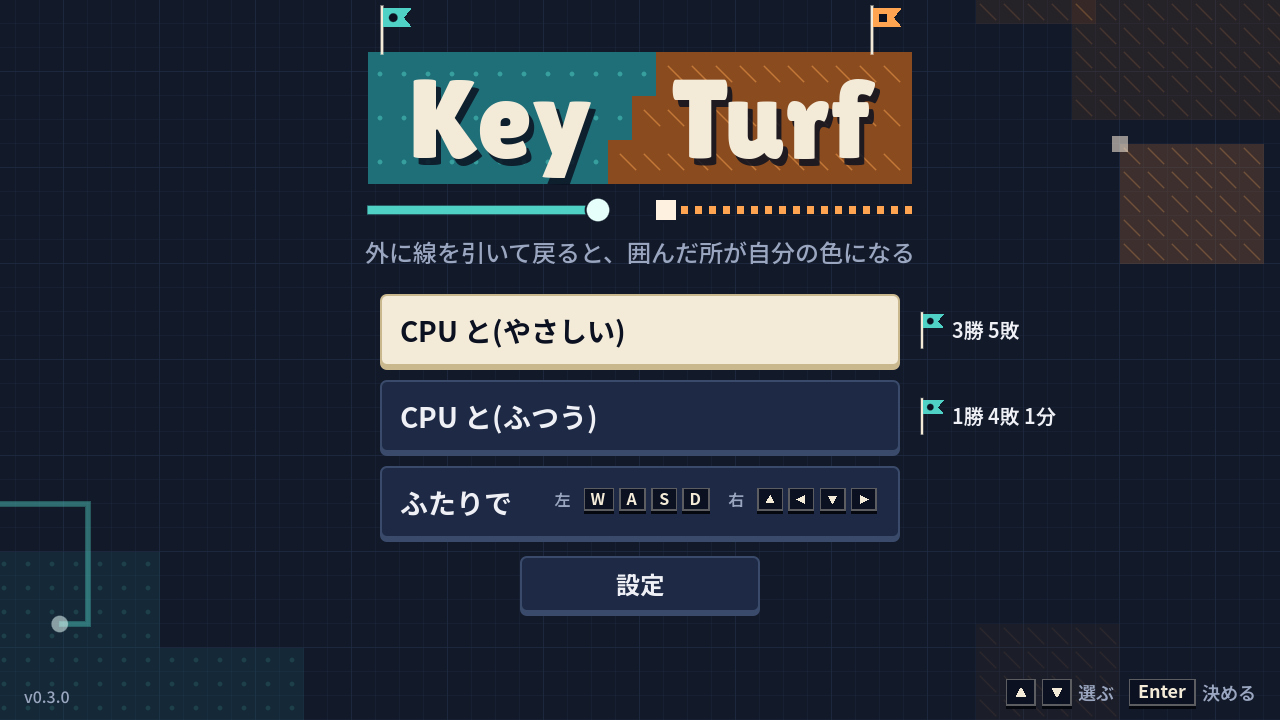 Key Turf
外に線を引いて戻ると、囲んだ所が自分の色になる
CPU と(やさしい)
3勝 5敗
CPU と(ふつう)
1勝 4敗 1分
ふたりで 左 W A S D 右 ▲ ◀ ▼ ▶
設定
v0.3.0
▲ ▼ 選ぶ Enter 決める